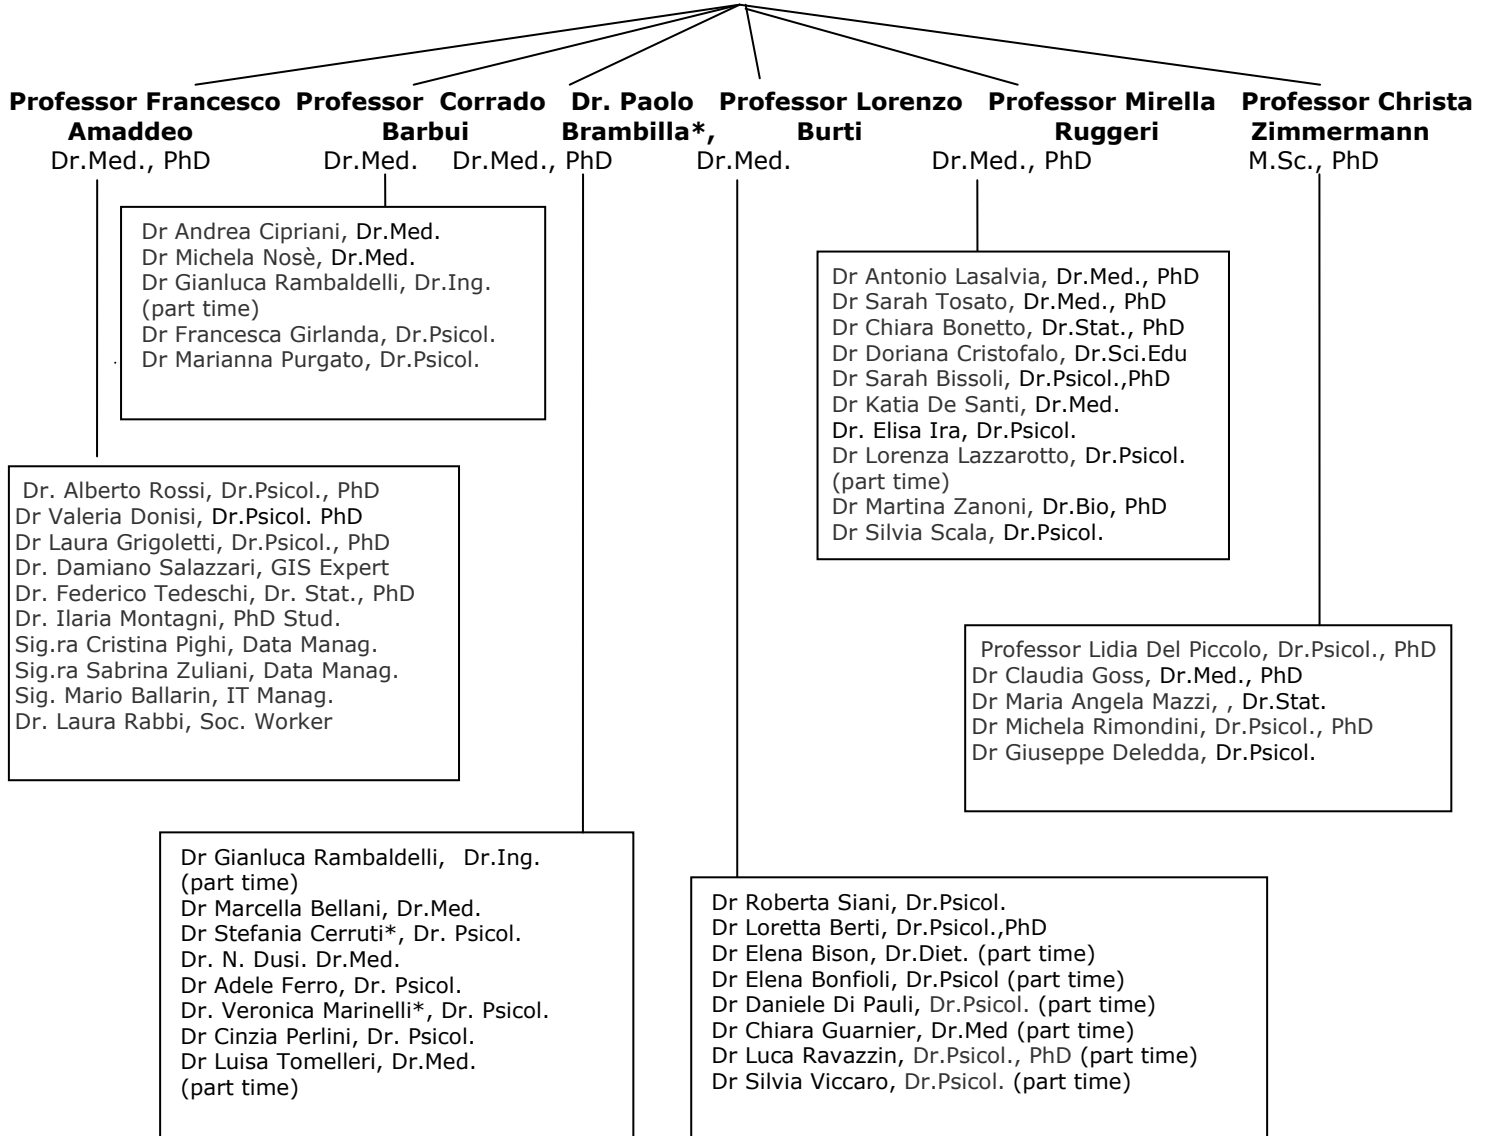 Professor Francesco Amaddeo
Dr.Med., PhD
Professor Corrado Barbui
Dr.Med.
Dr. Paolo Brambilla*,
Dr.Med., PhD
Professor Lorenzo Burti
Dr.Med.
Professor Mirella Ruggeri
Dr.Med., PhD
Professor Christa Zimmermann
M.Sc., PhD
Dr Andrea Cipriani, Dr.Med.
Dr Michela Nosè, Dr.Med.
Dr Gianluca Rambaldelli, Dr.Ing.
(part time)
Dr Francesca Girlanda, Dr.Psicol.
Dr Marianna Purgato, Dr.Psicol.
Dr Antonio Lasalvia, Dr.Med., PhD
Dr Sarah Tosato, Dr.Med., PhD
Dr Chiara Bonetto, Dr.Stat., PhD
Dr Doriana Cristofalo, Dr.Sci.Edu
Dr Sarah Bissoli, Dr.Psicol.,PhD
Dr Katia De Santi, Dr.Med.
Dr. Elisa Ira, Dr.Psicol.
Dr Lorenza Lazzarotto, Dr.Psicol.
(part time)
Dr Martina Zanoni, Dr.Bio, PhD
Dr Silvia Scala, Dr.Psicol.
Dr. Alberto Rossi, Dr.Psicol., PhD
Dr Valeria Donisi, Dr.Psicol. PhD
Dr Laura Grigoletti, Dr.Psicol., PhD
Dr. Damiano Salazzari, GIS Expert
Dr. Federico Tedeschi, Dr. Stat., PhD
Dr. Ilaria Montagni, PhD Stud.
Sig.ra Cristina Pighi, Data Manag.
Sig.ra Sabrina Zuliani, Data Manag.
Sig. Mario Ballarin, IT Manag.
Dr. Laura Rabbi, Soc. Worker
Professor Lidia Del Piccolo, Dr.Psicol., PhD
Dr Claudia Goss, Dr.Med., PhD
Dr Maria Angela Mazzi, , Dr.Stat.
Dr Michela Rimondini, Dr.Psicol., PhD
Dr Giuseppe Deledda, Dr.Psicol.
Dr Gianluca Rambaldelli, Dr.Ing.
(part time)
Dr Marcella Bellani, Dr.Med.
Dr Stefania Cerruti*, Dr. Psicol.
Dr. N. Dusi. Dr.Med.
Dr Adele Ferro, Dr. Psicol.
Dr. Veronica Marinelli*, Dr. Psicol.
Dr Cinzia Perlini, Dr. Psicol.
Dr Luisa Tomelleri, Dr.Med.
(part time)
Dr Roberta Siani, Dr.Psicol.
Dr Loretta Berti, Dr.Psicol.,PhD
Dr Elena Bison, Dr.Diet. (part time)
Dr Elena Bonfioli, Dr.Psicol (part time)
Dr Daniele Di Pauli, Dr.Psicol. (part time)
Dr Chiara Guarnier, Dr.Med (part time)
Dr Luca Ravazzin, Dr.Psicol., PhD (part time)
Dr Silvia Viccaro, Dr.Psicol. (part time)